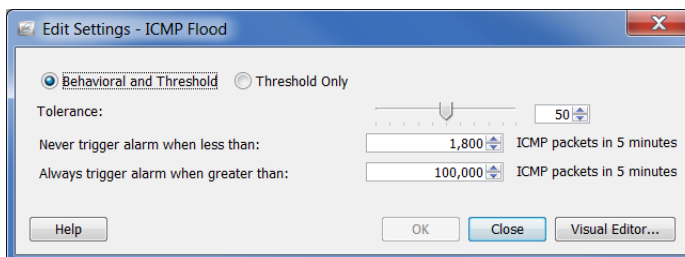 Edit Settings - ICMP Flood
Behavioral and Threshold Threshold Only
Tolerance: 50
Never trigger alarm when less than: 1,800 ICMP packets in 5 minutes
Always trigger alarm when greater than: 100,000 ICMP packets in 5 minutes
Help OK Close Visual Editor...